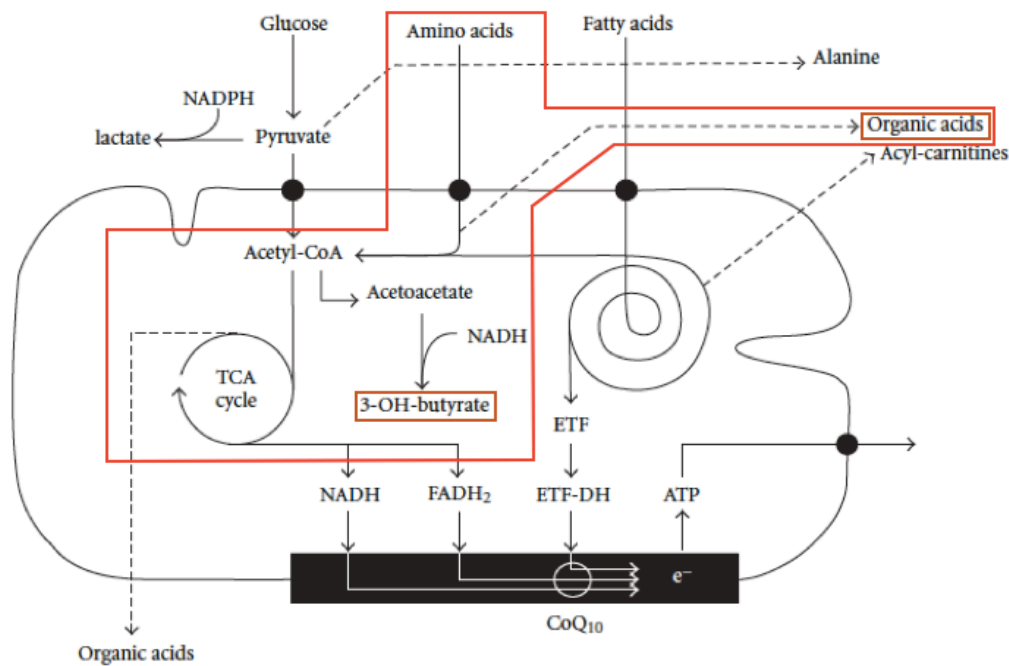 Glucose
Amino acids
Fatty acids
Alanine
NADPH
lactate
Pyruvate
Organic acids
Acyl-carnitines
Acetyl-CoA
Acetoacetate
NADH
TCA
cycle
3-OH-butyrate
ETF
NADH
FADH₂
ETF-DH
ATP
e⁻
CoQ₁₀
Organic acids